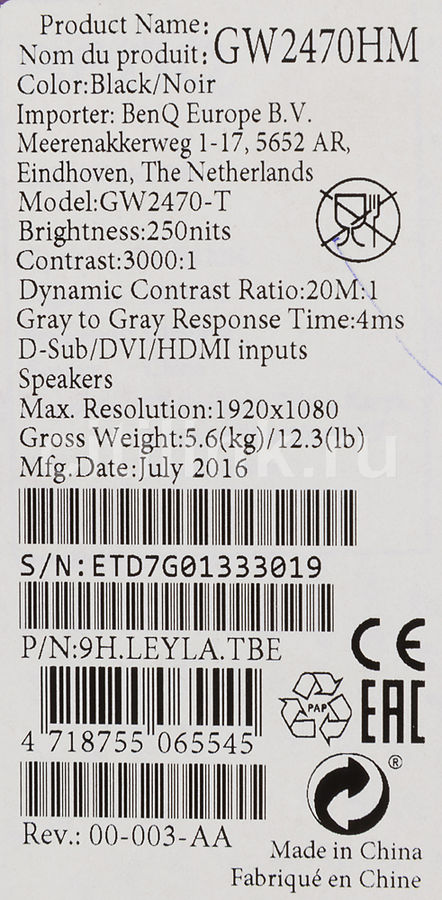 Product Name:
Nom du produit: GW2470HM
Color:Black/Noir
Importer: BenQ Europe B.V.
Meerenakkerweg 1-17, 5652 AR,
Eindhoven, The Netherlands
Model:GW2470-T
Brightness:250nits
Contrast:3000:1
Dynamic Contrast Ratio:20M:1
Gray to Gray Response Time:4ms
D-Sub/DVI/HDMI inputs
Speakers
Max. Resolution:1920x1080
Gross Weight:5.6(kg)/12.3(lb)
Mfg.Date:July 2016
S/N:ETD7G01333019
P/N:9H.LEYLA.TBE
CE
PAP
EAC
4 718755 065545
®
Rev.: 00-003-AA
Made in China
Fabriqué en Chine